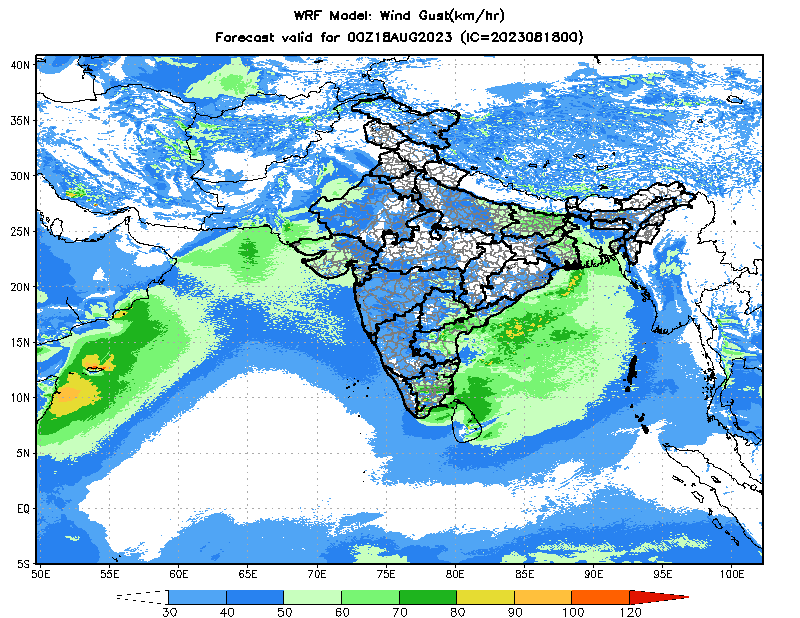 WRF Model: Wind Gust(km/hr)
Forecast valid for 00Z18AUG2023 (IC=2023081800)
40N
35N
30N
25N
20N
15N
10N
5N
EQ
5S
50E 55E 60E 65E 70E 75E 80E 85E 90E 95E 100E
30 40 50 60 70 80 90 100 120